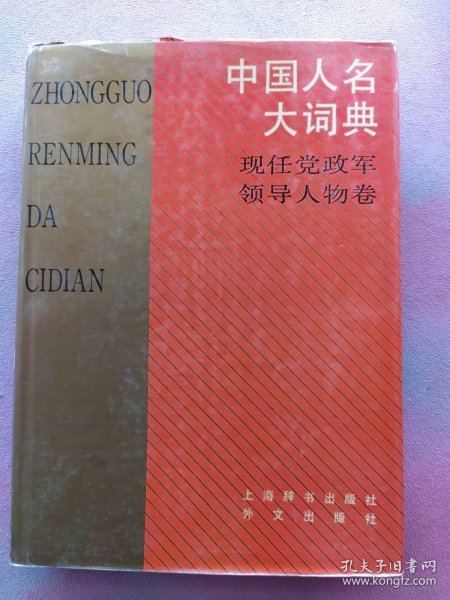 ZHONGGUO
RENMING
DA
CIDIAN
中国人名
大词典
现任党政军
领导人物卷
上海辞书出版社
外文出版社
孔夫子旧书网
www.kongfz.com